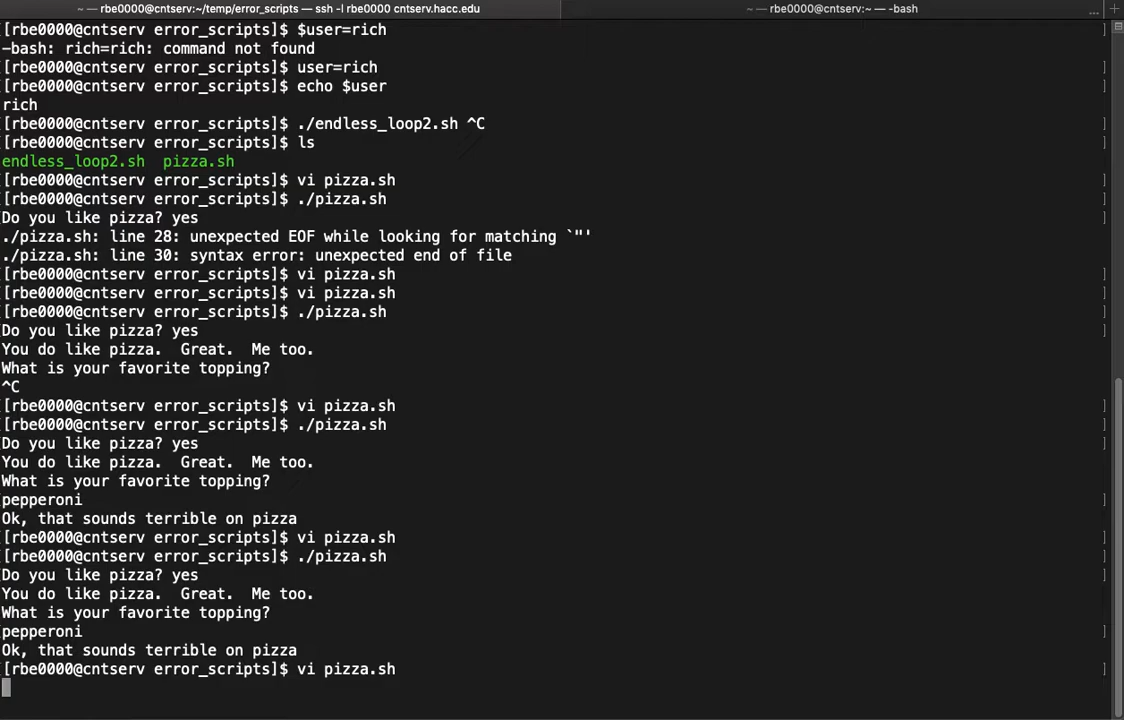 ~ — rbe0000@cntserv:~/temp/error_scripts — ssh -l rbe0000 cntserv.hacc.edu
~ — rbe0000@cntserv:~ — -bash
... +
[[rbe0000@cntserv error_scripts]$ $user=rich ]
-bash: rich=rich: command not found
[[rbe0000@cntserv error_scripts]$ user=rich ]
[[rbe0000@cntserv error_scripts]$ echo $user ]
rich
[[rbe0000@cntserv error_scripts]$ ./endless_loop2.sh ^C ]
[[rbe0000@cntserv error_scripts]$ ls ]
endless_loop2.sh  pizza.sh
[[rbe0000@cntserv error_scripts]$ vi pizza.sh ]
[[rbe0000@cntserv error_scripts]$ ./pizza.sh ]
[Do you like pizza? yes ]
./pizza.sh: line 28: unexpected EOF while looking for matching `"'
./pizza.sh: line 30: syntax error: unexpected end of file
[[rbe0000@cntserv error_scripts]$ vi pizza.sh ]
[[rbe0000@cntserv error_scripts]$ vi pizza.sh ]
[[rbe0000@cntserv error_scripts]$ ./pizza.sh ]
[Do you like pizza? yes ]
You do like pizza.  Great.  Me too.
What is your favorite topping?
^C
[[rbe0000@cntserv error_scripts]$ vi pizza.sh ]
[[rbe0000@cntserv error_scripts]$ ./pizza.sh ]
[Do you like pizza? yes ]
You do like pizza.  Great.  Me too.
What is your favorite topping?
[pepperoni ]
Ok, that sounds terrible on pizza
[[rbe0000@cntserv error_scripts]$ vi pizza.sh ]
[[rbe0000@cntserv error_scripts]$ ./pizza.sh ]
[Do you like pizza? yes ]
You do like pizza.  Great.  Me too.
What is your favorite topping?
[pepperoni ]
Ok, that sounds terrible on pizza
[[rbe0000@cntserv error_scripts]$ vi pizza.sh ]